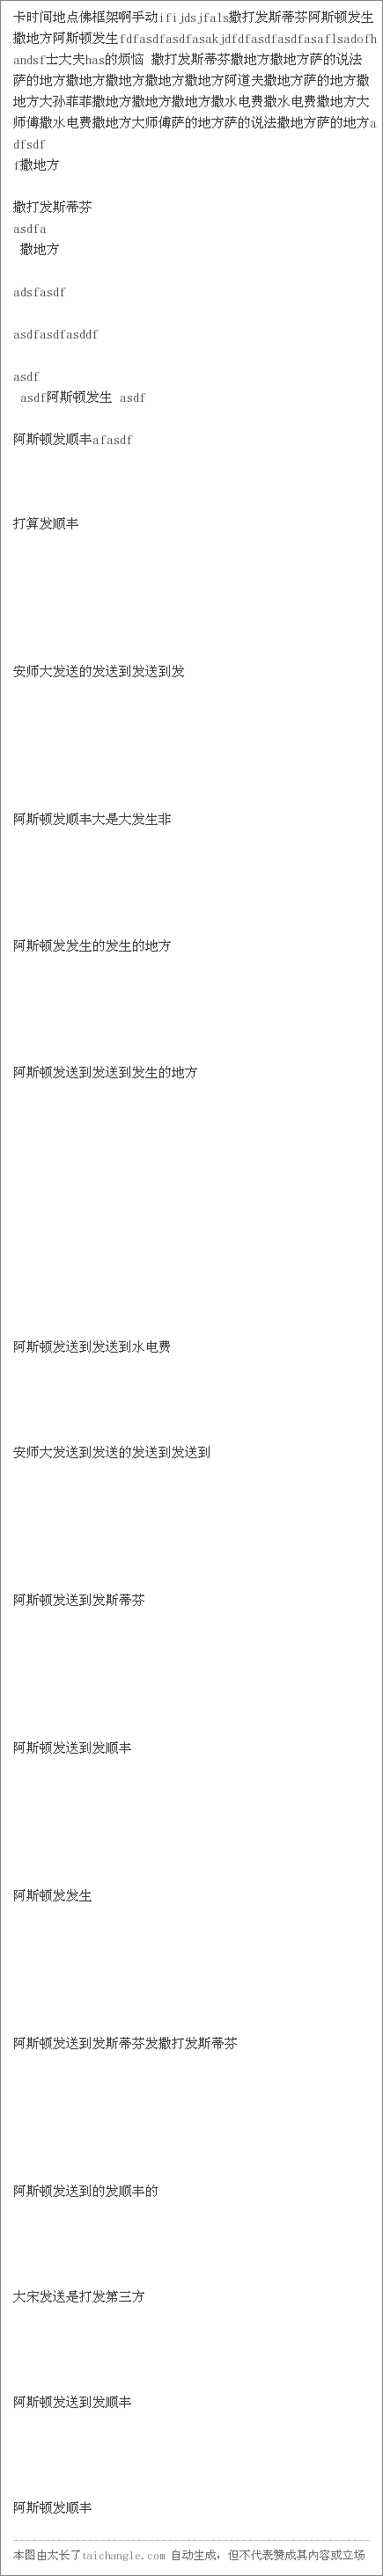 卡时间地点佛框架啊手动ifijdsjfals撒打发斯蒂芬阿斯顿发生
撒地方阿斯顿发生fdfasdfasdfasakjdfdfasdfasdfasaflsadofh
andsf士大夫has的烦恼 撒打发斯蒂芬撒地方撒地方萨的说法
萨的地方撒地方撒地方撒地方撒地方阿道夫撒地方萨的地方撒
地方大孙菲菲撒地方撒地方撒地方撒水电费撒水电费撒地方大
师傅撒水电费撒地方大师傅萨的地方萨的说法撒地方萨的地方a
dfsdf
f撒地方
撒打发斯蒂芬
asdfa
撒地方
adsfasdf
asdfasdfasddf
asdf
asdf阿斯顿发生 asdf
阿斯顿发顺丰afasdf
打算发顺丰
安师大发送的发送到发送到发
阿斯顿发顺丰大是大发生非
阿斯顿发发生的发生的地方
阿斯顿发送到发送到发生的地方
阿斯顿发送到发送到水电费
安师大发送到发送的发送到发送到
阿斯顿发送到发斯蒂芬
阿斯顿发送到发顺丰
阿斯顿发发生
阿斯顿发送到发斯蒂芬发撒打发斯蒂芬
阿斯顿发送到的发顺丰的
大宋发送是打发第三方
阿斯顿发送到发顺丰
阿斯顿发顺丰
本图由太长了taichangle.com 自动生成，但不代表赞成其内容或立场